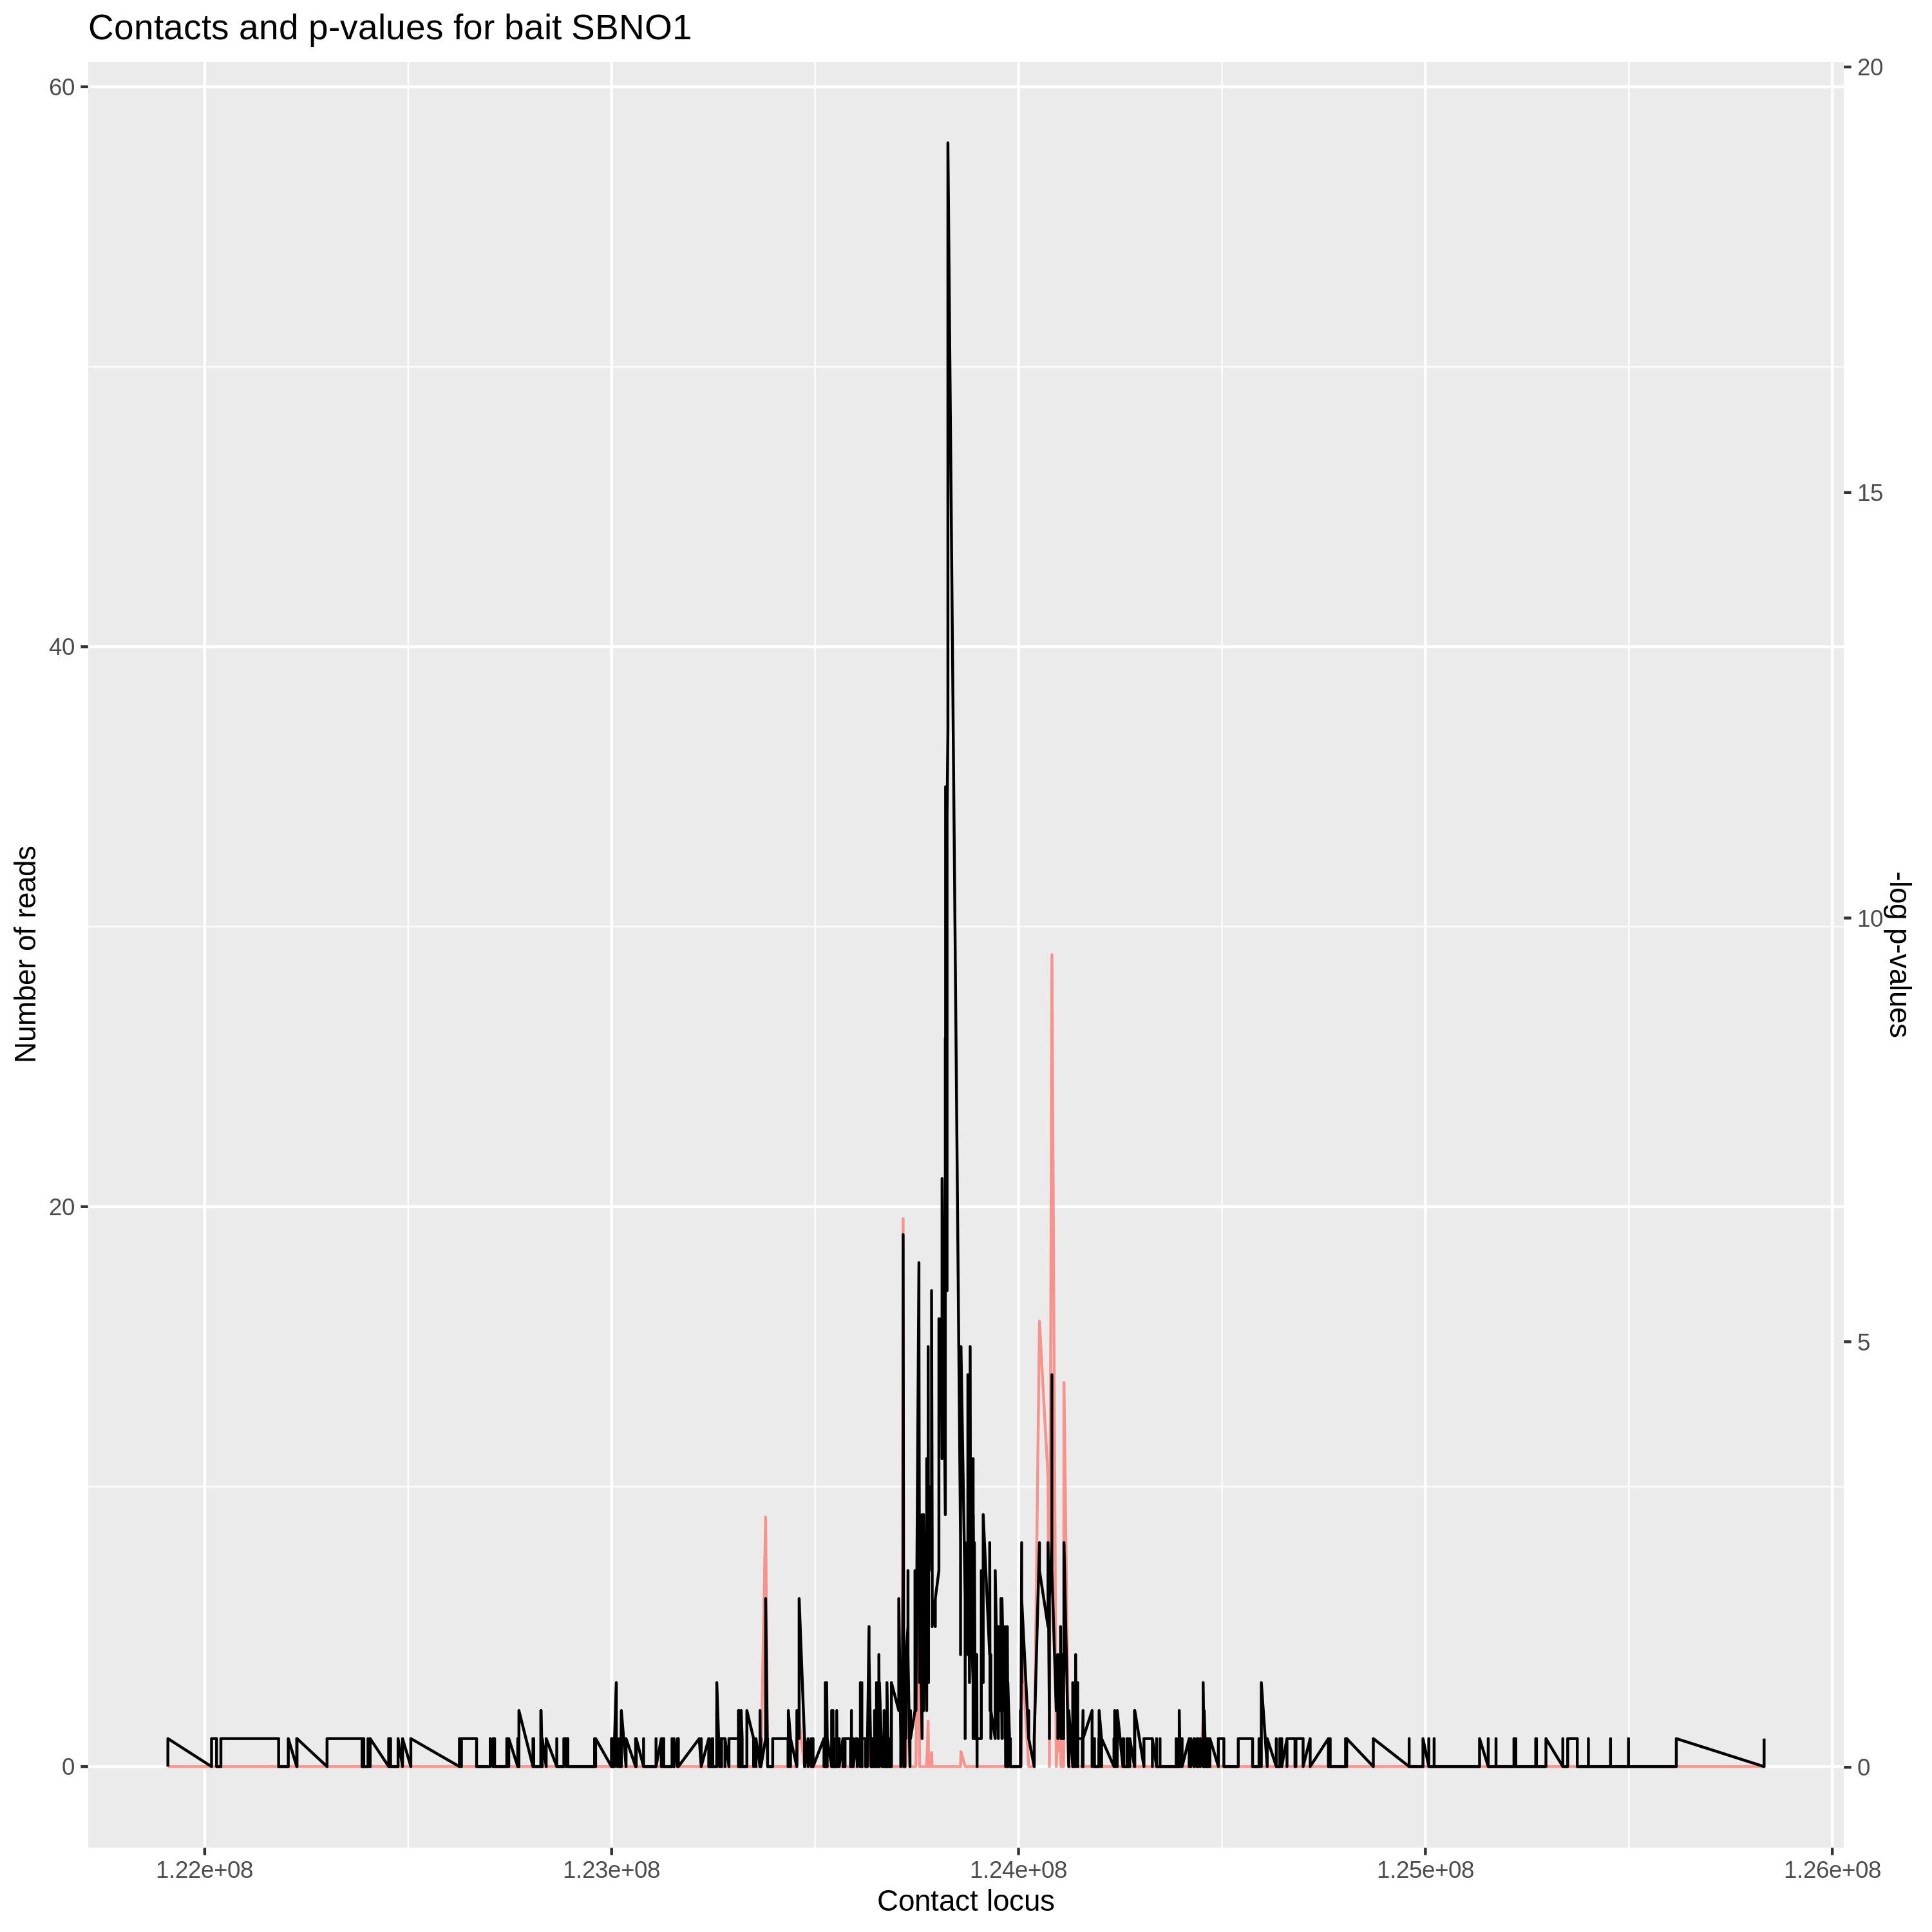 Contacts and p-values for bait SBNO1
60
40
20
0
Number of reads
20
15
10
5
0
-log p-values
1.22e+08
1.23e+08
1.24e+08
1.25e+08
1.26e+08
Contact locus